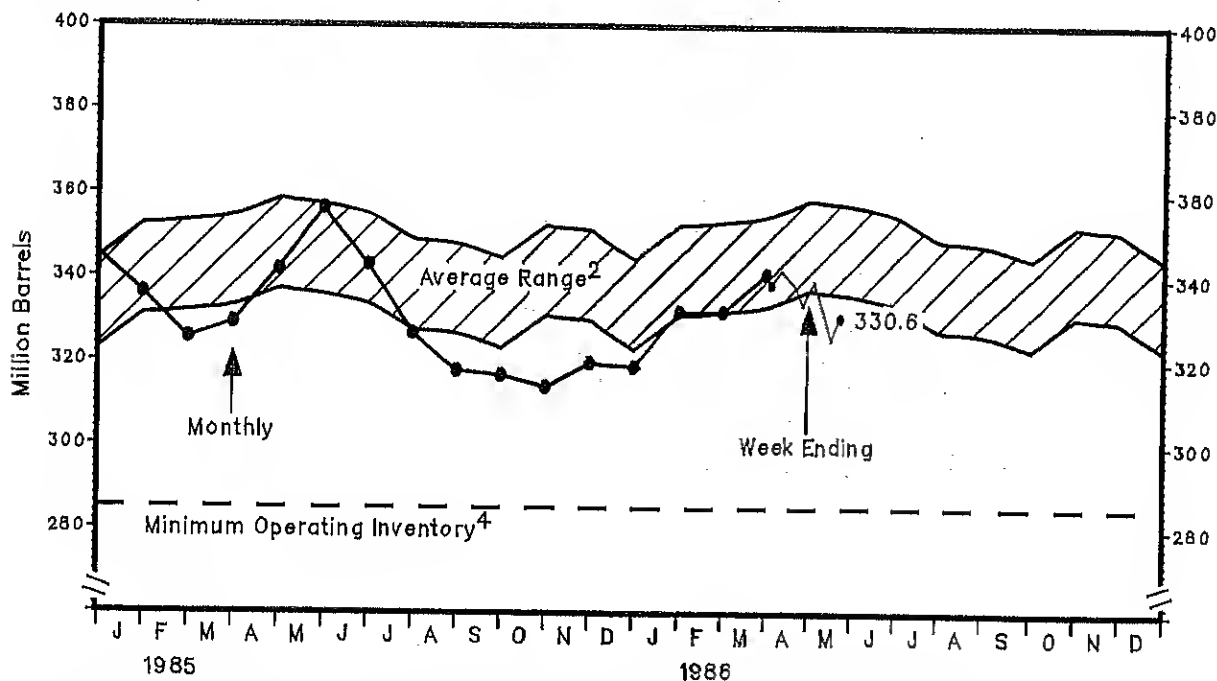 400
380
360
340
320
300
280
Million Barrels
400
380
360
340
320
300
280
Average Range²
330.6
Monthly
Week Ending
Minimum Operating Inventory⁴
J F M A M J J A S O N D J F M A M J J A S O N D
1985 1986